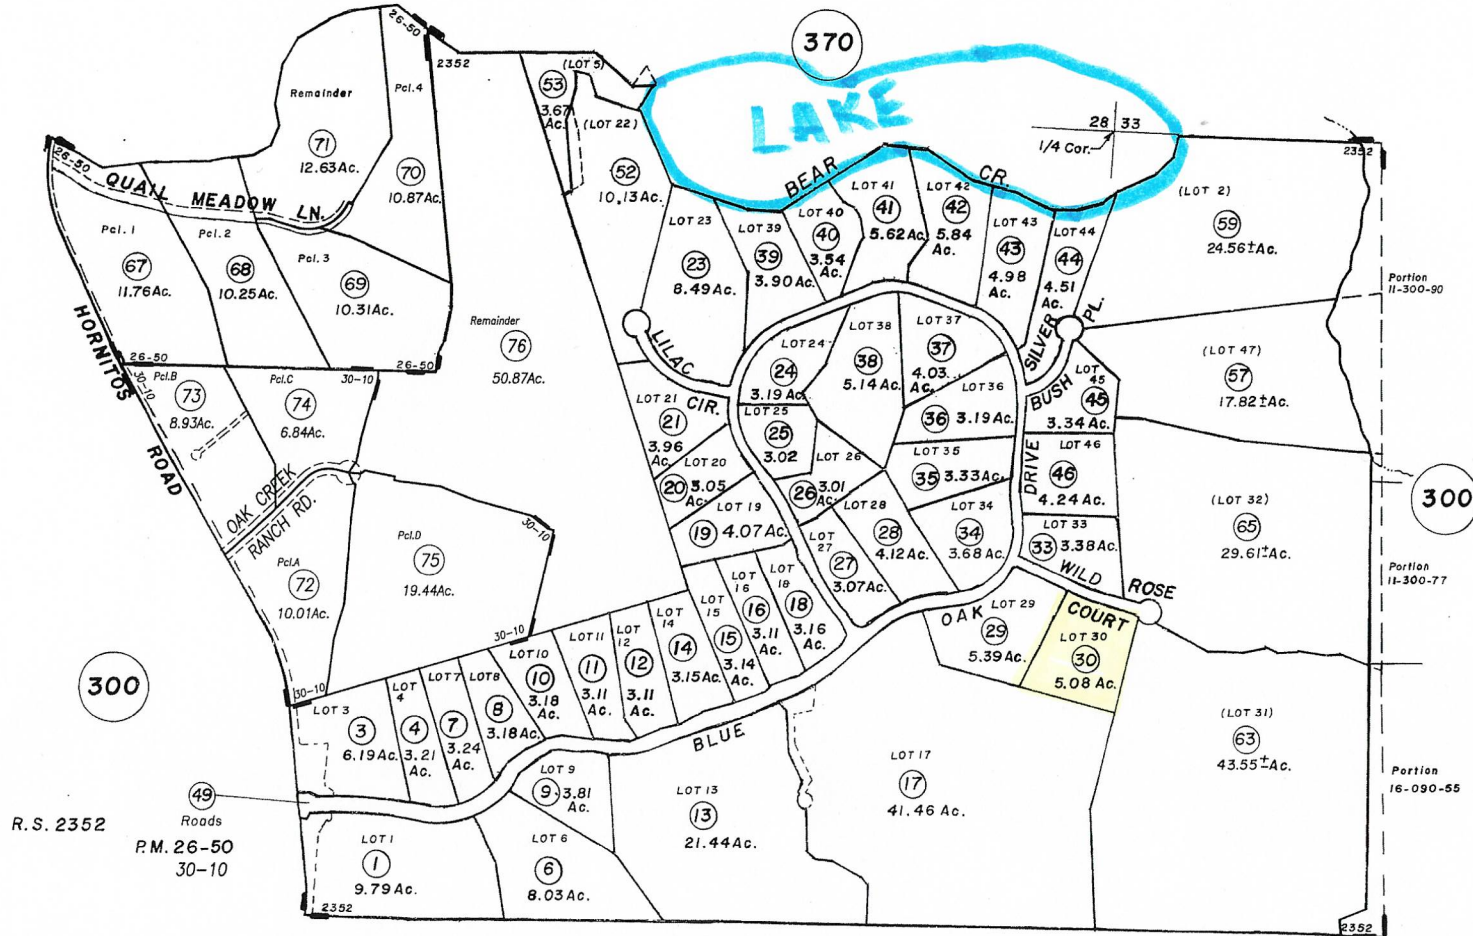 370
26-50
2352
(LOT 5)
53
3.67
Ac.
Pcl. 4
Remainder
71
12.63Ac.
70
10.87Ac.
(LOT 22)
52
10.13Ac.
LAKE
28 33
1/4 Cor.
2352
26-50
QUAIL MEADOW LN.
BEAR CR.
Pcl. 1
67
11.76Ac.
Pcl. 2
68
10.25Ac.
Pcl. 3
69
10.31Ac.
LOT 23
23
8.49Ac.
LOT 39
39
3.90Ac.
LOT 40
40
3.54
Ac.
LOT 41
41
5.62Ac.
LOT 42
42
5.84
Ac.
LOT 43
43
4.98
Ac.
LOT 44
44
4.51
Ac.
(LOT 2)
59
24.56±Ac.
Portion
11-300-90
HORNITOS ROAD
26-50
30-10
30-10
26-50
Remainder
76
50.87Ac.
LILAC CIR.
SILVER BUSH PL.
LOT 24
24
3.19Ac.
LOT 38
38
5.14Ac.
LOT 37
37
4.03
Ac.
LOT 36
36 3.19Ac.
(LOT 47)
57
17.82±Ac.
Pcl.B
73
8.93Ac.
Pcl.C
74
6.84Ac.
LOT 21
21
3.96
Ac.
LOT 25
25
3.02
LOT 45
45
3.34Ac.
LOT 20
20 3.05
Ac.
LOT 26
26 3.01
Ac.
LOT 35
35 3.33Ac.
DRIVE
LOT 46
46
4.24Ac.
300
OAK CREEK
RANCH RD.
LOT 19
19 4.07Ac.
LOT 28
28
4.12Ac.
LOT 34
34
3.68Ac.
LOT 33
33 3.38Ac.
(LOT 32)
65
29.61±Ac.
30-10
Pcl.A
72
10.01Ac.
Pcl.D
75
19.44Ac.
LOT 27
27
3.07Ac.
Portion
11-300-77
LOT 18
18
3.16
Ac.
LOT 16
16
3.11
Ac.
LOT 15
15
3.14
Ac.
LOT 14
14
3.15Ac.
LOT 12
12
3.11
Ac.
LOT 11
11
3.11
Ac.
LOT 10
10
3.18
Ac.
30-10
WILD ROSE COURT
OAK
LOT 29
29
5.39Ac.
LOT 30
30
5.08 Ac.
300
30-10
LOT 3
3
6.19Ac.
LOT 4
4
3.21
Ac.
LOT 7
7
3.24
Ac.
LOT 8
8
3.18Ac.
BLUE
(LOT 31)
63
43.55±Ac.
LOT 9
9 3.81
Ac.
LOT 13
13
21.44Ac.
LOT 17
17
41.46Ac.
Portion
16-090-55
49
Roads
R.S. 2352
P.M. 26-50
30-10
LOT 1
1
9.79Ac.
LOT 6
6
8.03Ac.
2352
2352